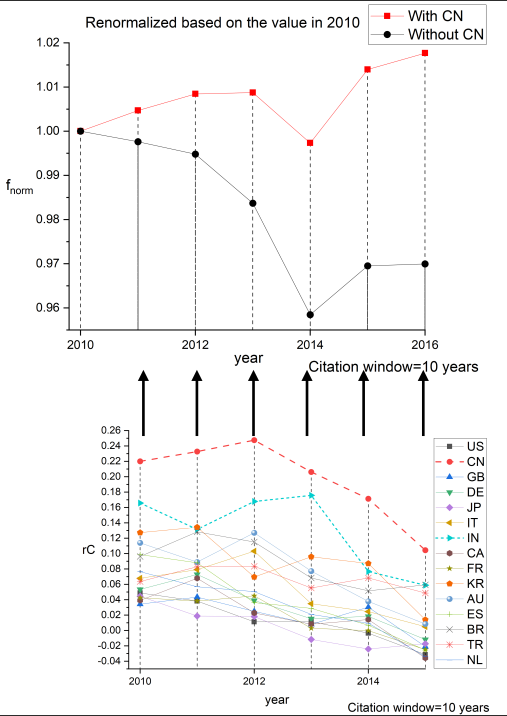 Renormalized based on the value in 2010
With CN
Without CN
1.02
1.01
1.00
0.99
0.98
0.97
0.96
f_norm
2010
2012
2014
2016
year
Citation window=10 years
0.26
0.24
0.22
0.20
0.18
0.16
0.14
0.12
0.10
0.08
0.06
0.04
0.02
0.00
-0.02
-0.04
rC
2010
2012
2014
year
US
CN
GB
DE
JP
IT
IN
CA
FR
KR
AU
ES
BR
TR
NL
Citation window=10 years